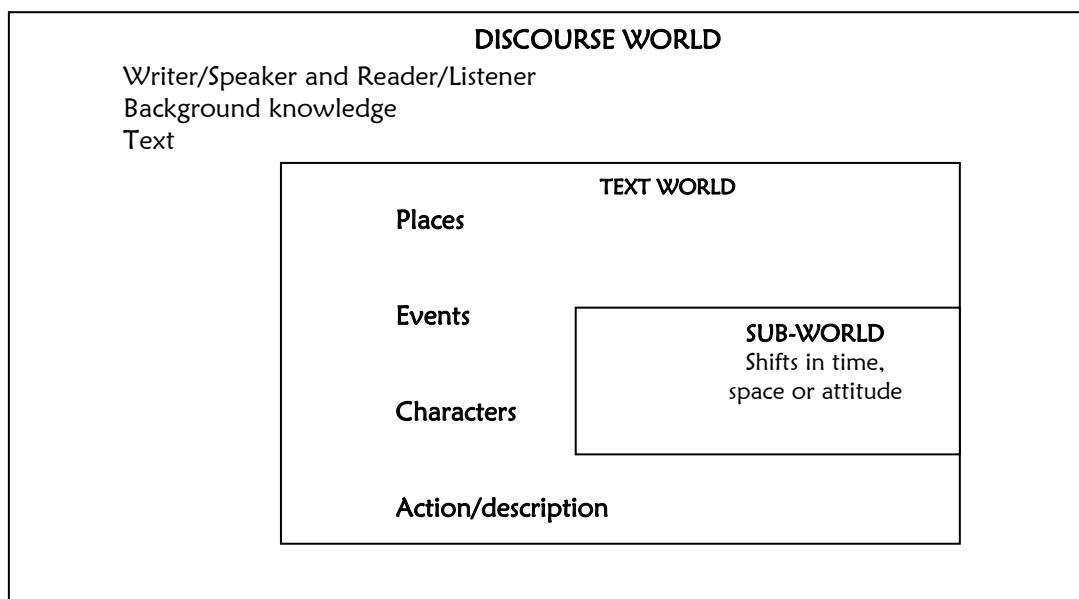 DISCOURSE WORLD
Writer/Speaker and Reader/Listener
Background knowledge
Text
TEXT WORLD
Places
Events
SUB-WORLD
Shifts in time,
space or attitude
Characters
Action/description